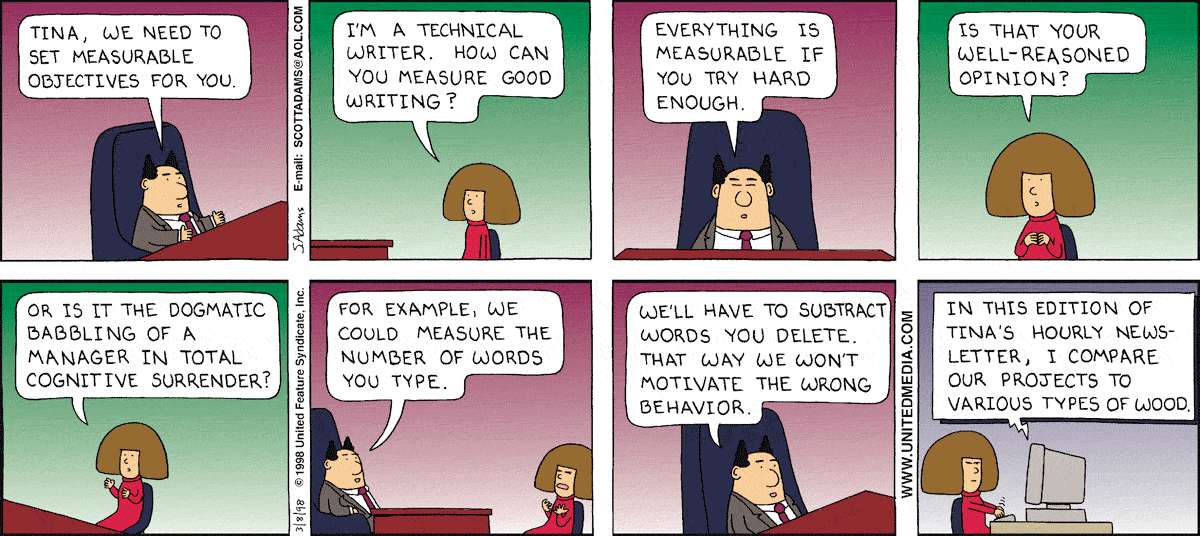 TINA, WE NEED TO
SET MEASURABLE
OBJECTIVES FOR YOU.
S.Adams
E-mail: SCOTTADAMS@AOL.COM
I'M A TECHNICAL
WRITER. HOW CAN
YOU MEASURE GOOD
WRITING?
EVERYTHING IS
MEASURABLE IF
YOU TRY HARD
ENOUGH.
IS THAT YOUR
WELL-REASONED
OPINION?
OR IS IT THE DOGMATIC
BABBLING OF A
MANAGER IN TOTAL
COGNITIVE SURRENDER?
3/8/98 © 1998 United Feature Syndicate, Inc.
FOR EXAMPLE, WE
COULD MEASURE THE
NUMBER OF WORDS
YOU TYPE.
WE'LL HAVE TO SUBTRACT
WORDS YOU DELETE.
THAT WAY WE WON'T
MOTIVATE THE WRONG
BEHAVIOR.
WWW.UNITEDMEDIA.COM
IN THIS EDITION OF
TINA'S HOURLY NEWS-
LETTER, I COMPARE
OUR PROJECTS TO
VARIOUS TYPES OF WOOD.